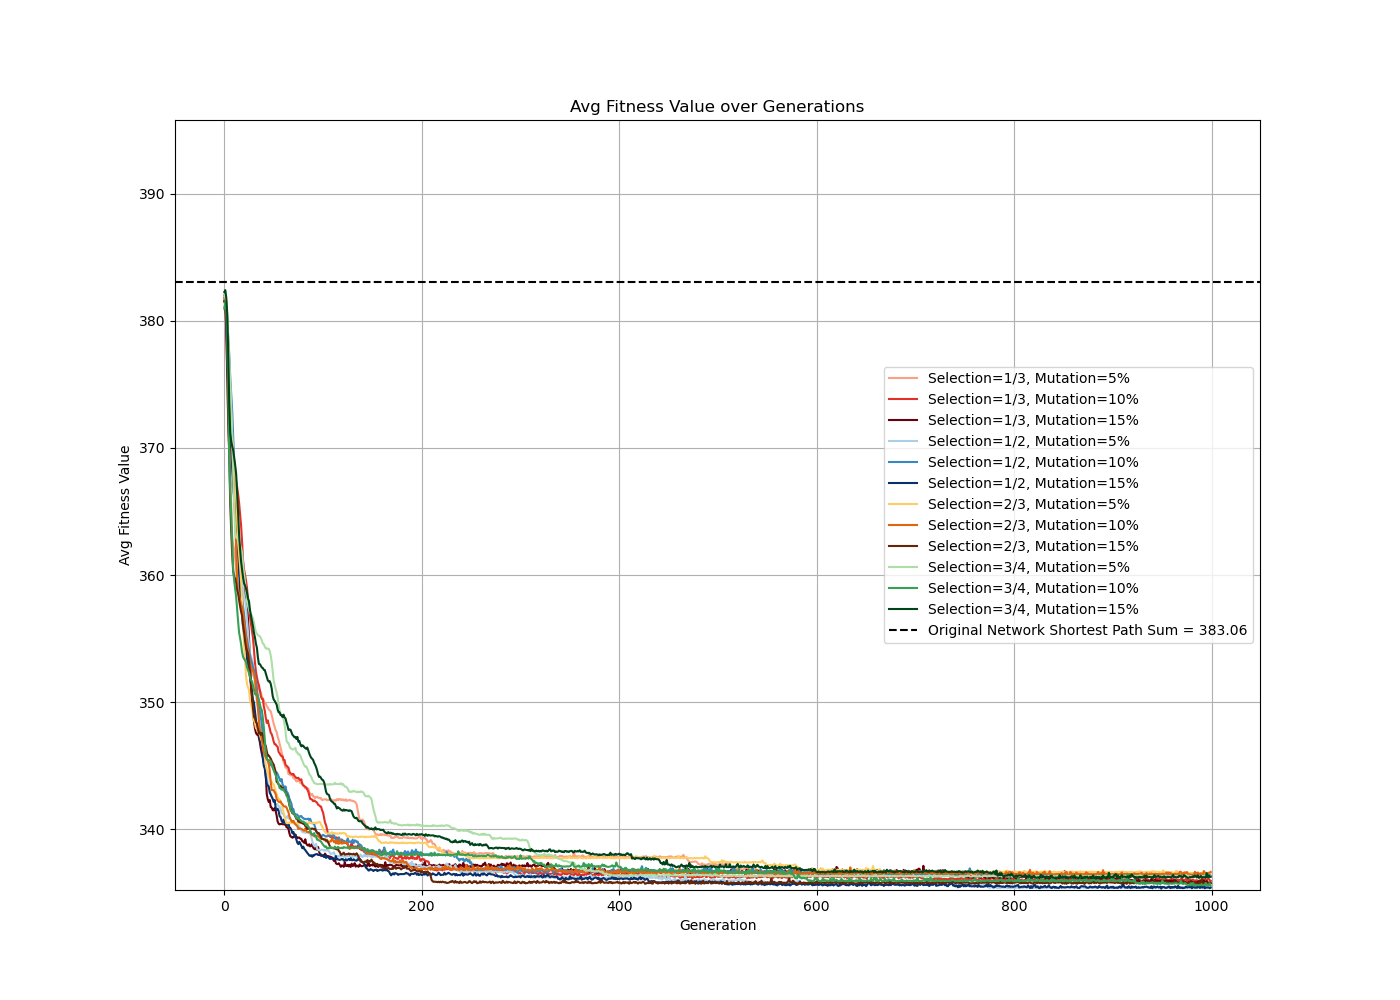 Avg Fitness Value over Generations
Avg Fitness Value
390
380
370
360
350
340
Selection=1/3, Mutation=5%
Selection=1/3, Mutation=10%
Selection=1/3, Mutation=15%
Selection=1/2, Mutation=5%
Selection=1/2, Mutation=10%
Selection=1/2, Mutation=15%
Selection=2/3, Mutation=5%
Selection=2/3, Mutation=10%
Selection=2/3, Mutation=15%
Selection=3/4, Mutation=5%
Selection=3/4, Mutation=10%
Selection=3/4, Mutation=15%
Original Network Shortest Path Sum = 383.06
0 200 400 600 800 1000
Generation